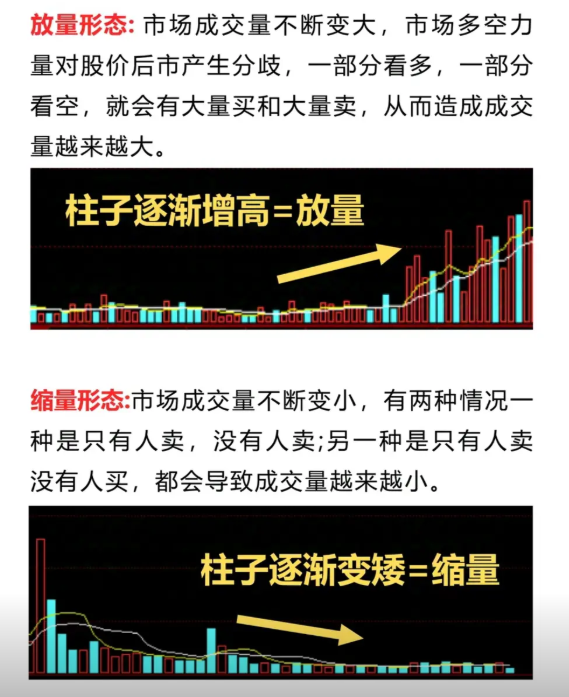 放量形态: 市场成交量不断变大，市场多空力
量对股价后市产生分歧，一部分看多，一部分
看空，就会有大量买和大量卖，从而造成成交
量越来越大。
柱子逐渐增高=放量
缩量形态:市场成交量不断变小，有两种情况一
种是只有人卖，没有人卖;另一种是只有人卖
没有人买，都会导致成交量越来越小。
柱子逐渐变矮=缩量